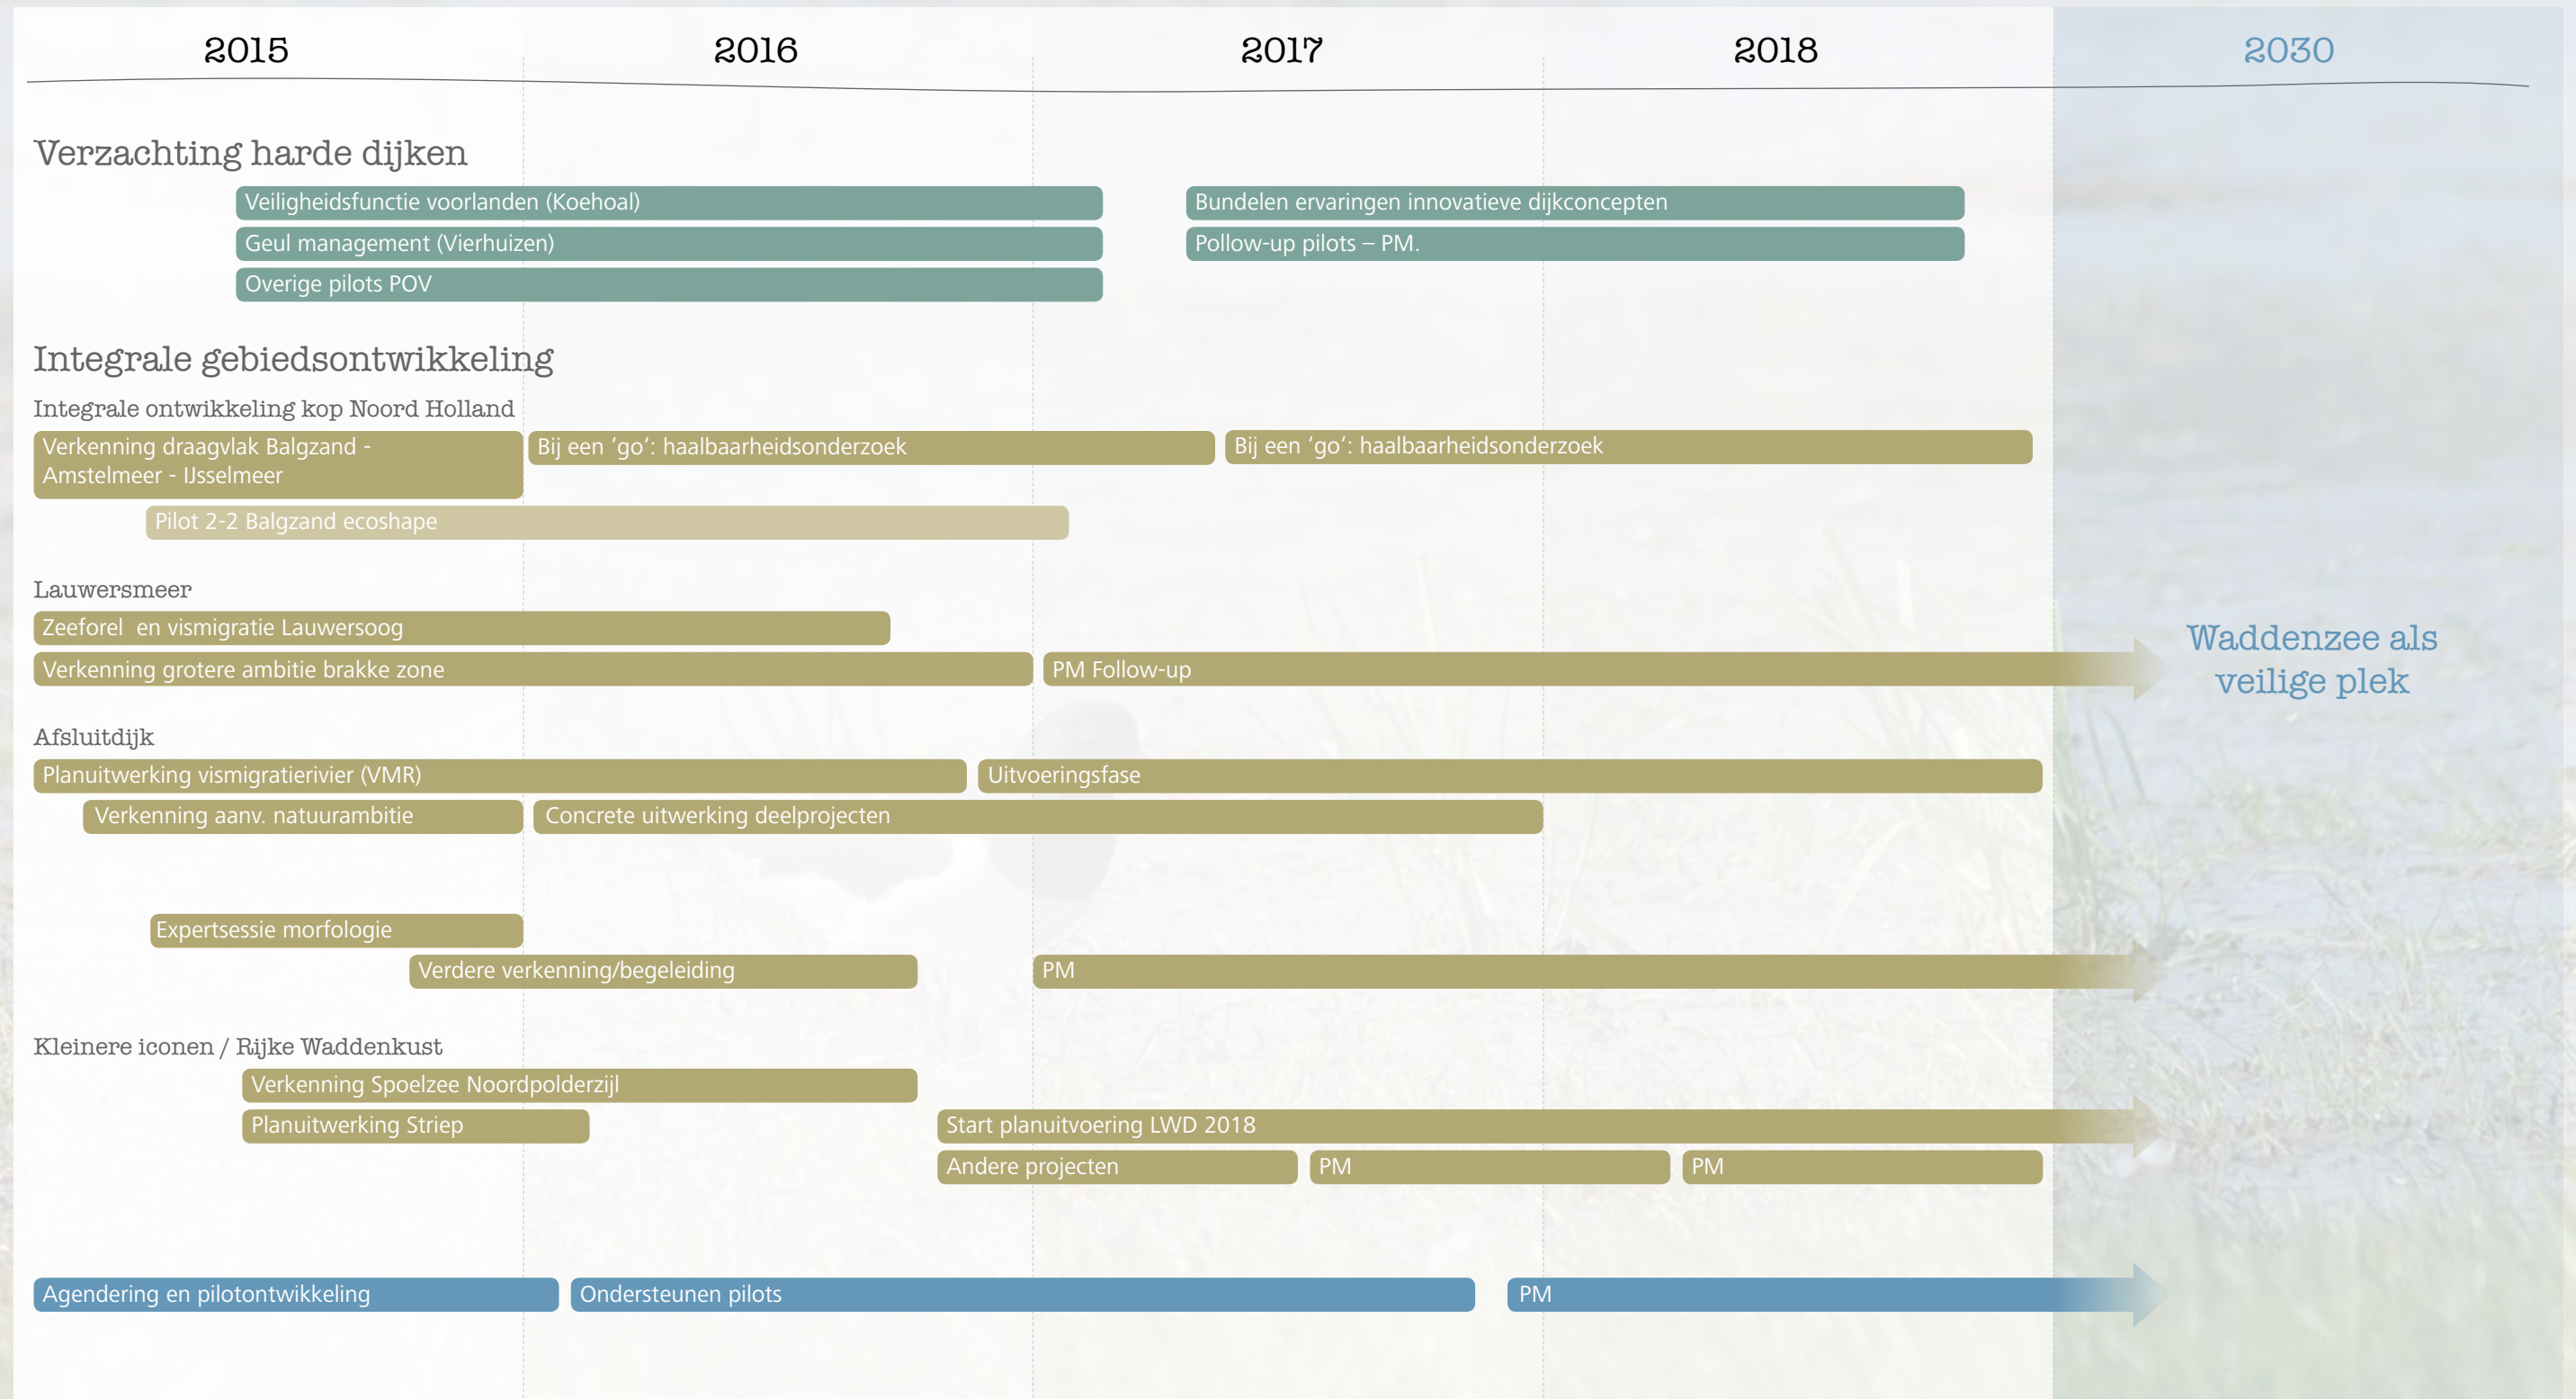 2015 2016 2017 2018 2030
Verzachting harde dijken
Veiligheidsfunctie voorlanden (Koehoal) Bundelen ervaringen innovatieve dijkconcepten
Geul management (Vierhuizen) Pollow-up pilots – PM.
Overige pilots POV
Integrale gebiedsontwikkeling
Integrale ontwikkeling kop Noord Holland
Verkenning draagvlak Balgzand -
Amstelmeer - IJsselmeer
Bij een ‘go‘: haalbaarheidsonderzoek Bij een ‘go‘: haalbaarheidsonderzoek
Pilot 2-2 Balgzand ecoshape
Lauwersmeer
Zeeforel  en vismigratie Lauwersoog
Verkenning grotere ambitie brakke zone PM Follow-up
Waddenzee als
veilige plek
Afsluitdijk
Planuitwerking vismigratierivier (VMR) Uitvoeringsfase
Verkenning aanv. natuurambitie Concrete uitwerking deelprojecten
Expertsessie morfologie
Verdere verkenning/begeleiding PM
Kleinere iconen / Rijke Waddenkust
Verkenning Spoelzee Noordpolderzijl
Planuitwerking Striep Start planuitvoering LWD 2018
Andere projecten PM PM
Agendering en pilotontwikkeling Ondersteunen pilots PM